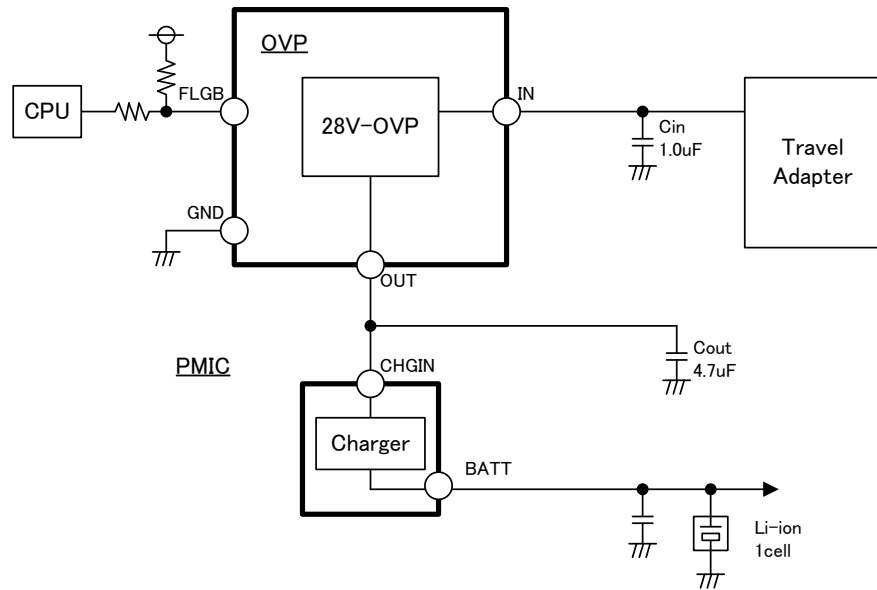 OVP
FLGB
CPU
28V-OVP
IN
Cin
1.0uF
Travel
Adapter
GND
OUT
Cout
4.7uF
PMIC
CHGIN
Charger
BATT
Li-ion
1cell